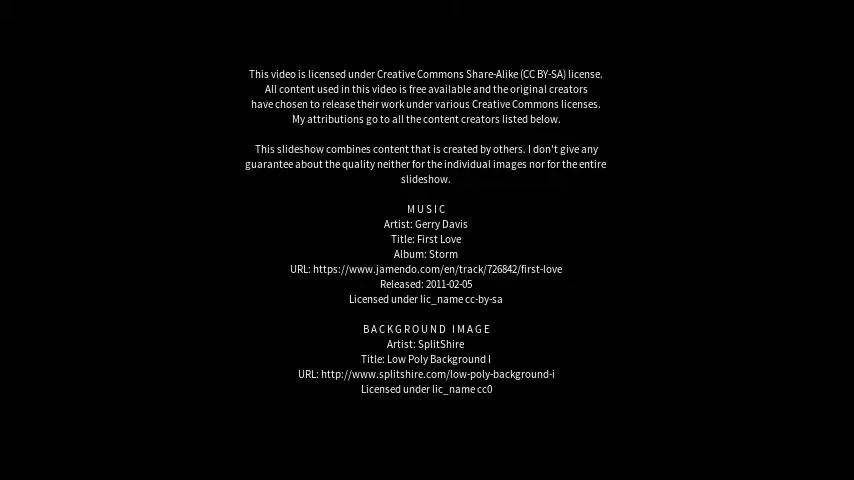 This video is licensed under Creative Commons Share-Alike (CC BY-SA) license.
All content used in this video is free available and the original creators
have chosen to release their work under various Creative Commons licenses.
My attributions go to all the content creators listed below.
This slideshow combines content that is created by others. I don't give any
guarantee about the quality neither for the individual images nor for the entire
slideshow.
MUSIC
Artist: Gerry Davis
Title: First Love
Album: Storm
URL: https://www.jamendo.com/en/track/726842/first-love
Released: 2011-02-05
Licensed under lic_name cc-by-sa
BACKGROUND IMAGE
Artist: SplitShire
Title: Low Poly Background I
URL: http://www.splitshire.com/low-poly-background-i
Licensed under lic_name cc0